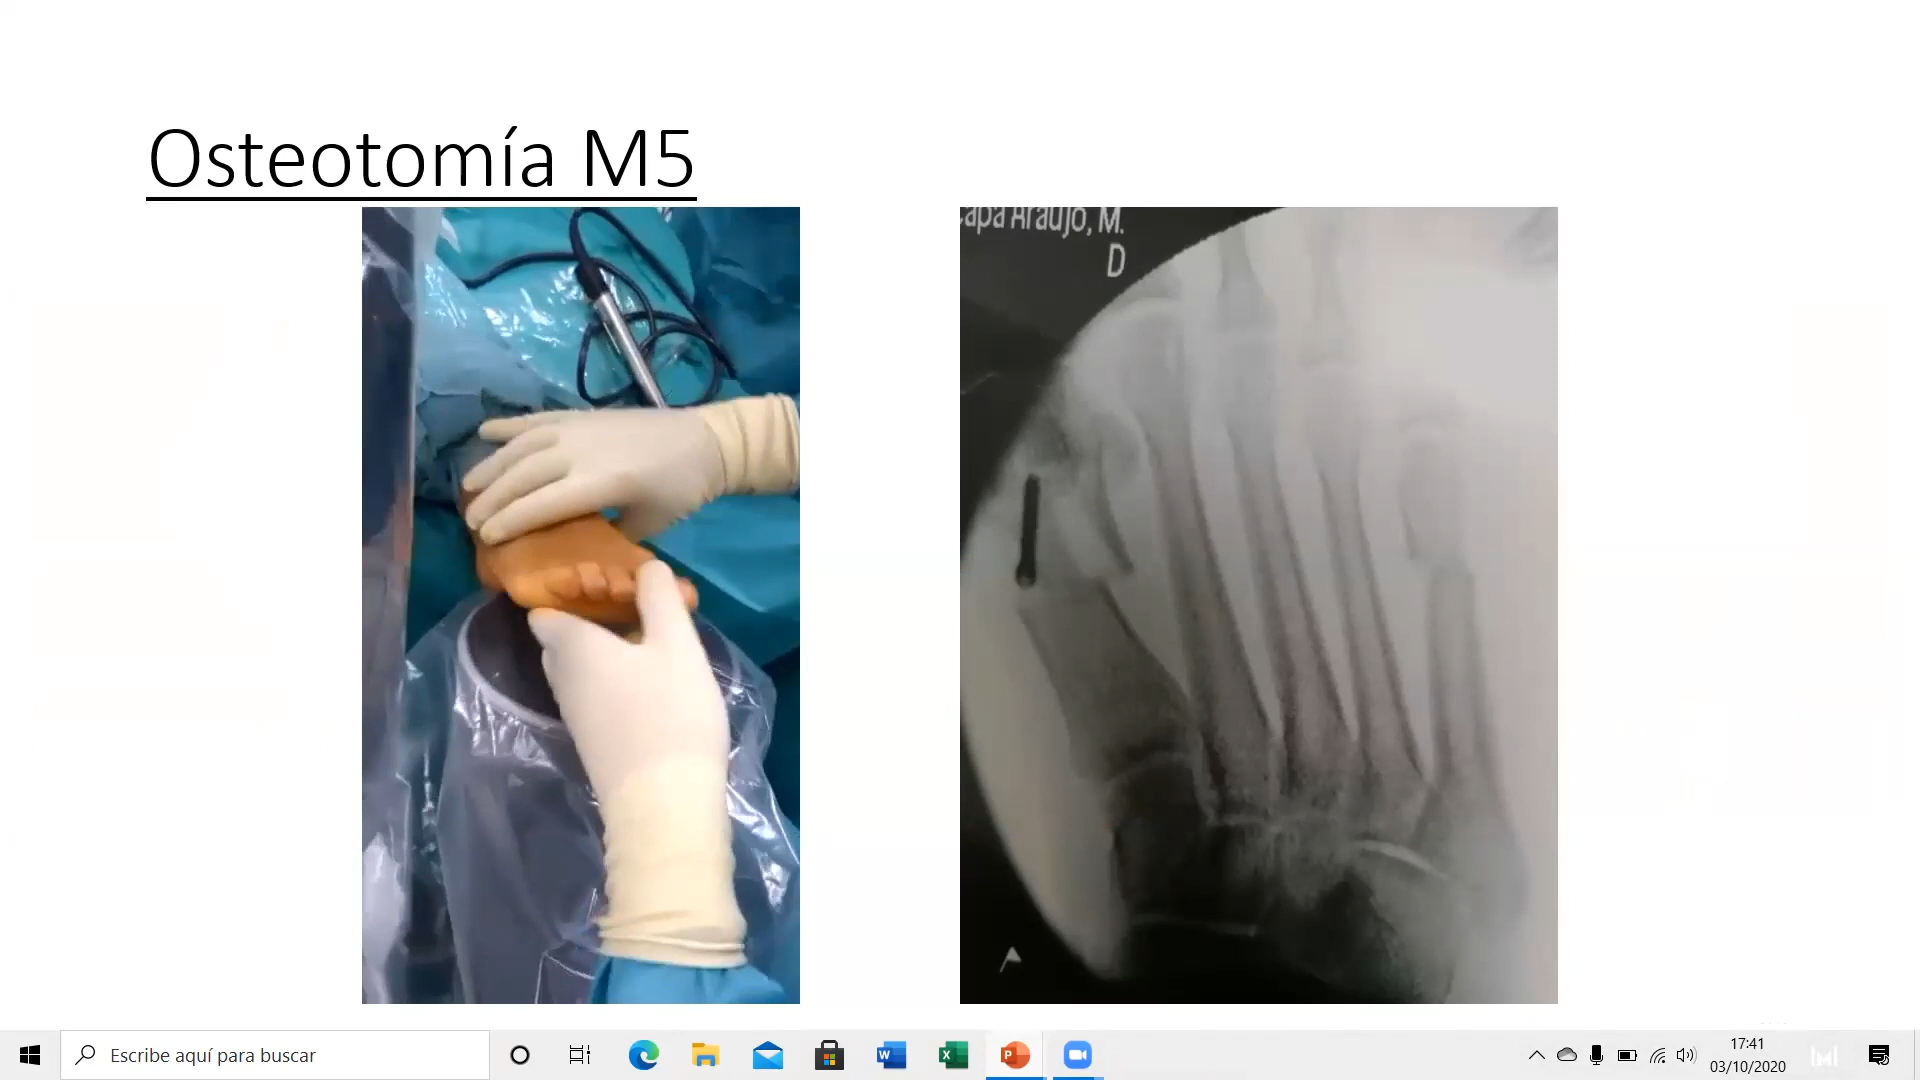 Osteotomía M5
apa Araujo, M.
D
Escribe aquí para buscar
17:41
03/10/2020